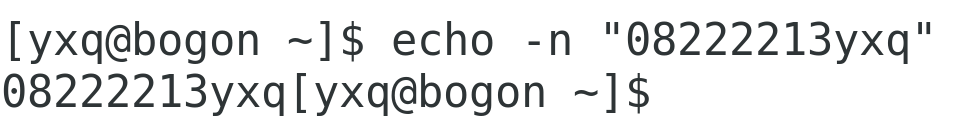 [yxq@bogon ~]$ echo -n "08222213yxq"
08222213yxq[yxq@bogon ~]$